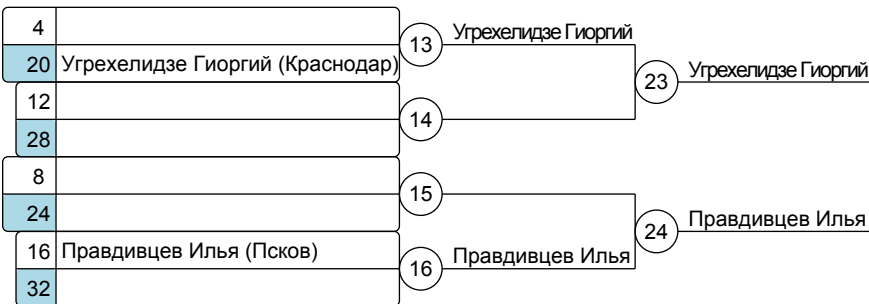 4
13 Угрехелидзе Гиоргий
20 Угрехелидзе Гиоргий (Краснодар)
23 Угрехелидзе Гиоргий
12
14
28
8
15
24
24 Правдивцев Илья
16 Правдивцев Илья (Псков)
16 Правдивцев Илья
32